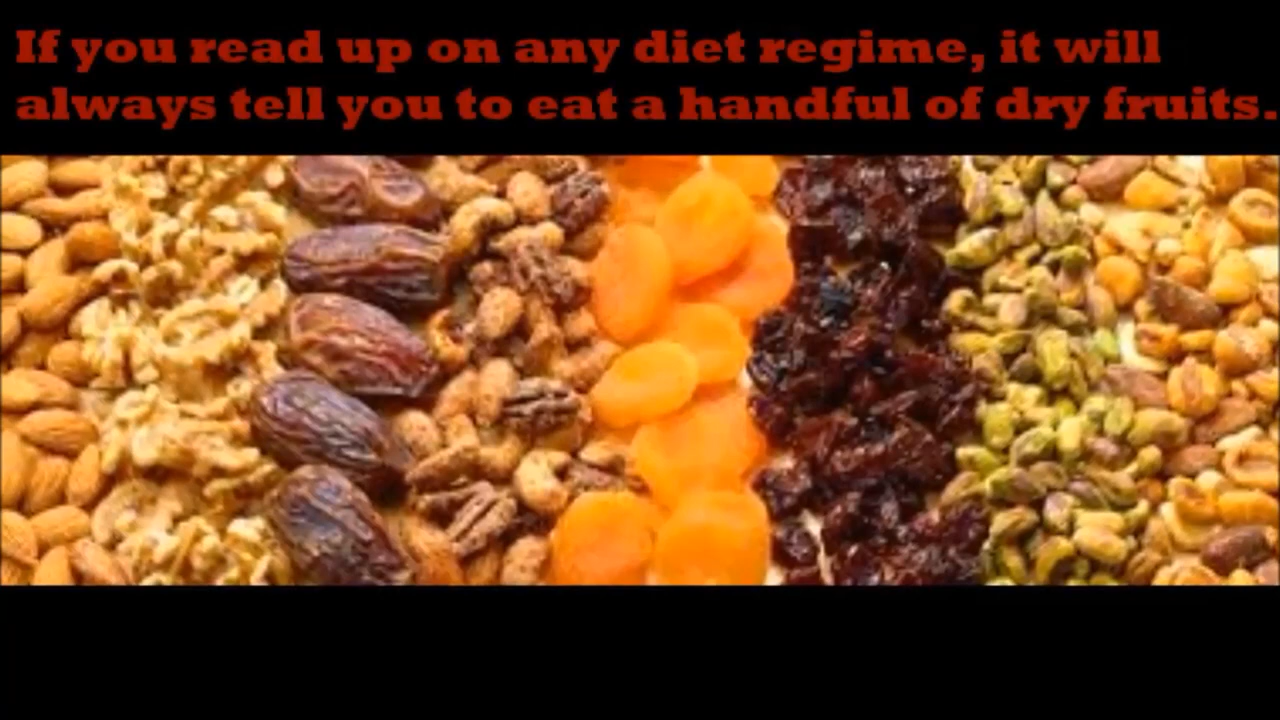 If you read up on any diet regime, it will
always tell you to eat a handful of dry fruits.